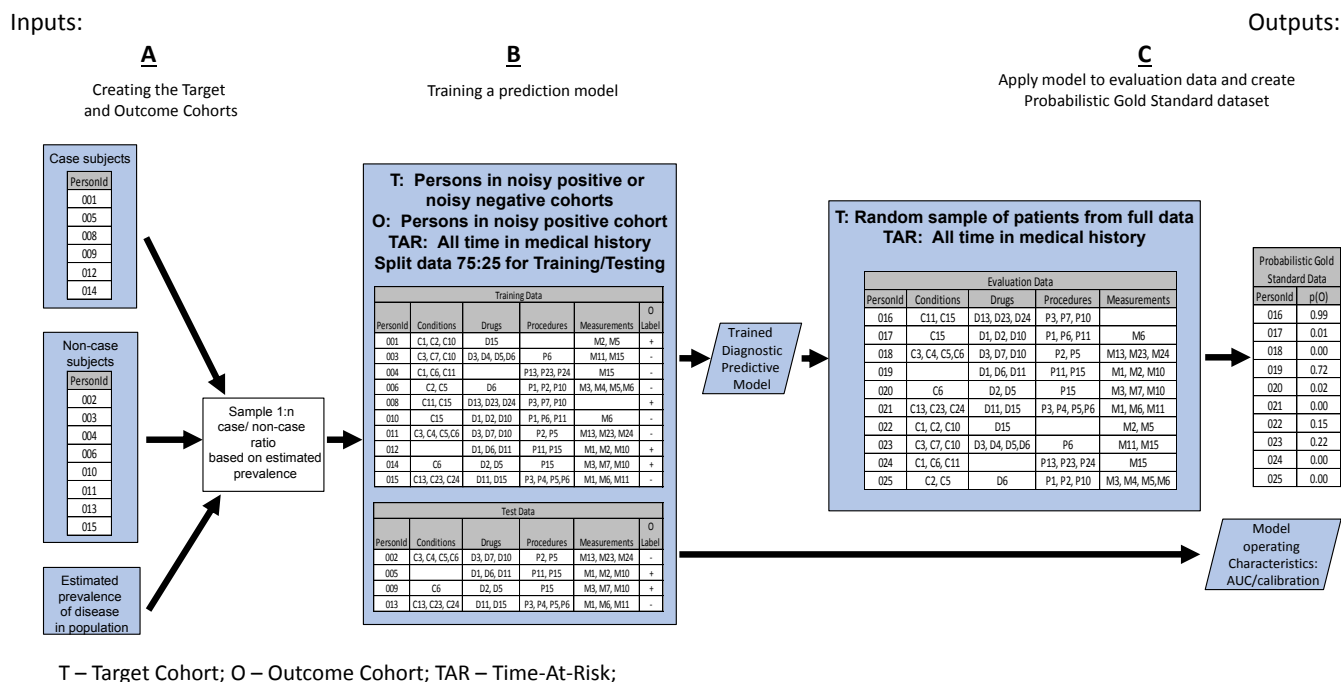 Inputs:
Outputs:
A
Creating the Target
and Outcome Cohorts
B
Training a prediction model
C
Apply model to evaluation data and create
Probabilistic Gold Standard dataset
Case subjects
PersonId
001
005
008
009
012
014
Non-case
subjects
PersonId
002
003
004
006
010
011
013
015
Estimated
prevalence
of disease
in population
Sample 1:n
case/ non-case
ratio
based on estimated
prevalence
T: Persons in noisy positive or
noisy negative cohorts
O: Persons in noisy positive cohort
TAR: All time in medical history
Split data 75:25 for Training/Testing
Training Data
PersonId Conditions Drugs Procedures Measurements O Label
001 C1, C2, C10 D15 M2, M5 +
003 C3, C7, C10 D3, D4, D5,D6 P6 M11, M15 -
004 C1, C6, C11 P13, P23, P24 M15 -
006 C2, C5 D6 P1, P2, P10 M3, M4, M5,M6 -
008 C11, C15 D13, D23, D24 P3, P7, P10 +
010 C15 D1, D2, D10 P1, P6, P11 M6 -
011 C3, C4, C5,C6 D3, D7, D10 P2, P5 M13, M23, M24 -
012 D1, D6, D11 P11, P15 M1, M2, M10 +
014 C6 D2, D5 P15 M3, M7, M10 +
015 C13, C23, C24 D11, D15 P3, P4, P5,P6 M1, M6, M11 -
Test Data
PersonId Conditions Drugs Procedures Measurements O Label
002 C3, C4, C5,C6 D3, D7, D10 P2, P5 M13, M23, M24 -
005 D1, D6, D11 P11, P15 M1, M2, M10 +
009 C6 D2, D5 P15 M3, M7, M10 +
013 C13, C23, C24 D11, D15 P3, P4, P5,P6 M1, M6, M11 -
Trained
Diagnostic
Predictive
Model
T: Random sample of patients from full data
TAR: All time in medical history
Evaluation Data
PersonId Conditions Drugs Procedures Measurements
016 C11, C15 D13, D23, D24 P3, P7, P10
017 C15 D1, D2, D10 P1, P6, P11 M6
018 C3, C4, C5,C6 D3, D7, D10 P2, P5 M13, M23, M24
019 D1, D6, D11 P11, P15 M1, M2, M10
020 C6 D2, D5 P15 M3, M7, M10
021 C13, C23, C24 D11, D15 P3, P4, P5,P6 M1, M6, M11
022 C1, C2, C10 D15 M2, M5
023 C3, C7, C10 D3, D4, D5,D6 P6 M11, M15
024 C1, C6, C11 P13, P23, P24 M15
025 C2, C5 D6 P1, P2, P10 M3, M4, M5,M6
Probabilistic Gold
Standard Data
PersonId p(O)
016 0.99
017 0.01
018 0.00
019 0.72
020 0.02
021 0.00
022 0.15
023 0.22
024 0.00
025 0.00
Model
operating
Characteristics:
AUC/calibration
T – Target Cohort; O – Outcome Cohort; TAR – Time-At-Risk;